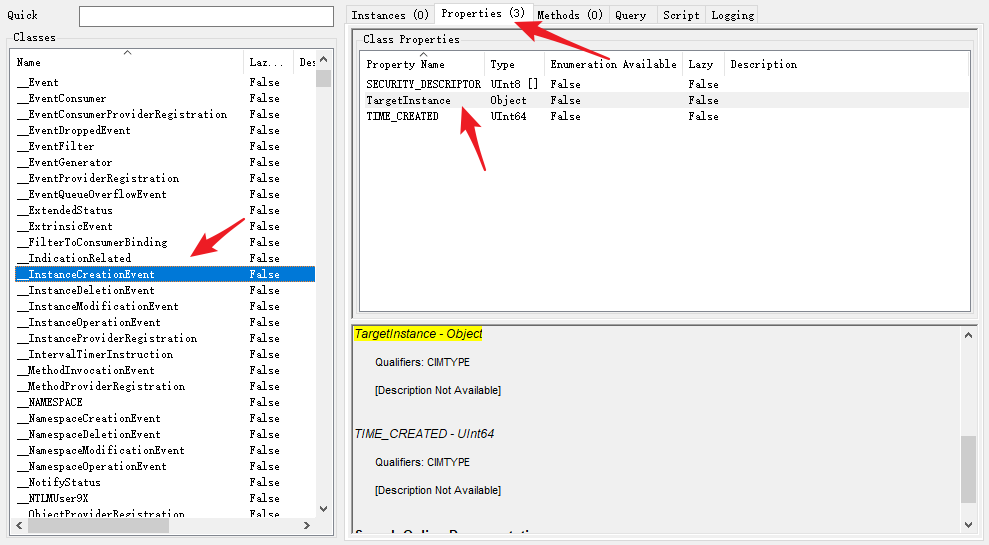 Quick
Classes
Name Laz... Des
__Event False
__EventConsumer False
__EventConsumerProviderRegistration False
__EventDroppedEvent False
__EventFilter False
__EventGenerator False
__EventProviderRegistration False
__EventQueueOverflowEvent False
__ExtendedStatus False
__ExtrinsicEvent False
__FilterToConsumerBinding False
__IndicationRelated False
__InstanceCreationEvent False
__InstanceDeletionEvent False
__InstanceModificationEvent False
__InstanceOperationEvent False
__InstanceProviderRegistration False
__IntervalTimerInstruction False
__MethodInvocationEvent False
__MethodProviderRegistration False
__NAMESPACE False
__NamespaceCreationEvent False
__NamespaceDeletionEvent False
__NamespaceModificationEvent False
__NamespaceOperationEvent False
__NotifyStatus False
__NTLMUser9X False
__ObjectProviderRegistration False
Instances (0) Properties (3) Methods (0) Query Script Logging
Class Properties
Property Name Type Enumeration Available Lazy Description
SECURITY_DESCRIPTOR UInt8 [] False False
TargetInstance Object False False
TIME_CREATED UInt64 False False
TargetInstance - Object
Qualifiers: CIMTYPE
[Description Not Available]
TIME_CREATED - UInt64
Qualifiers: CIMTYPE
[Description Not Available]